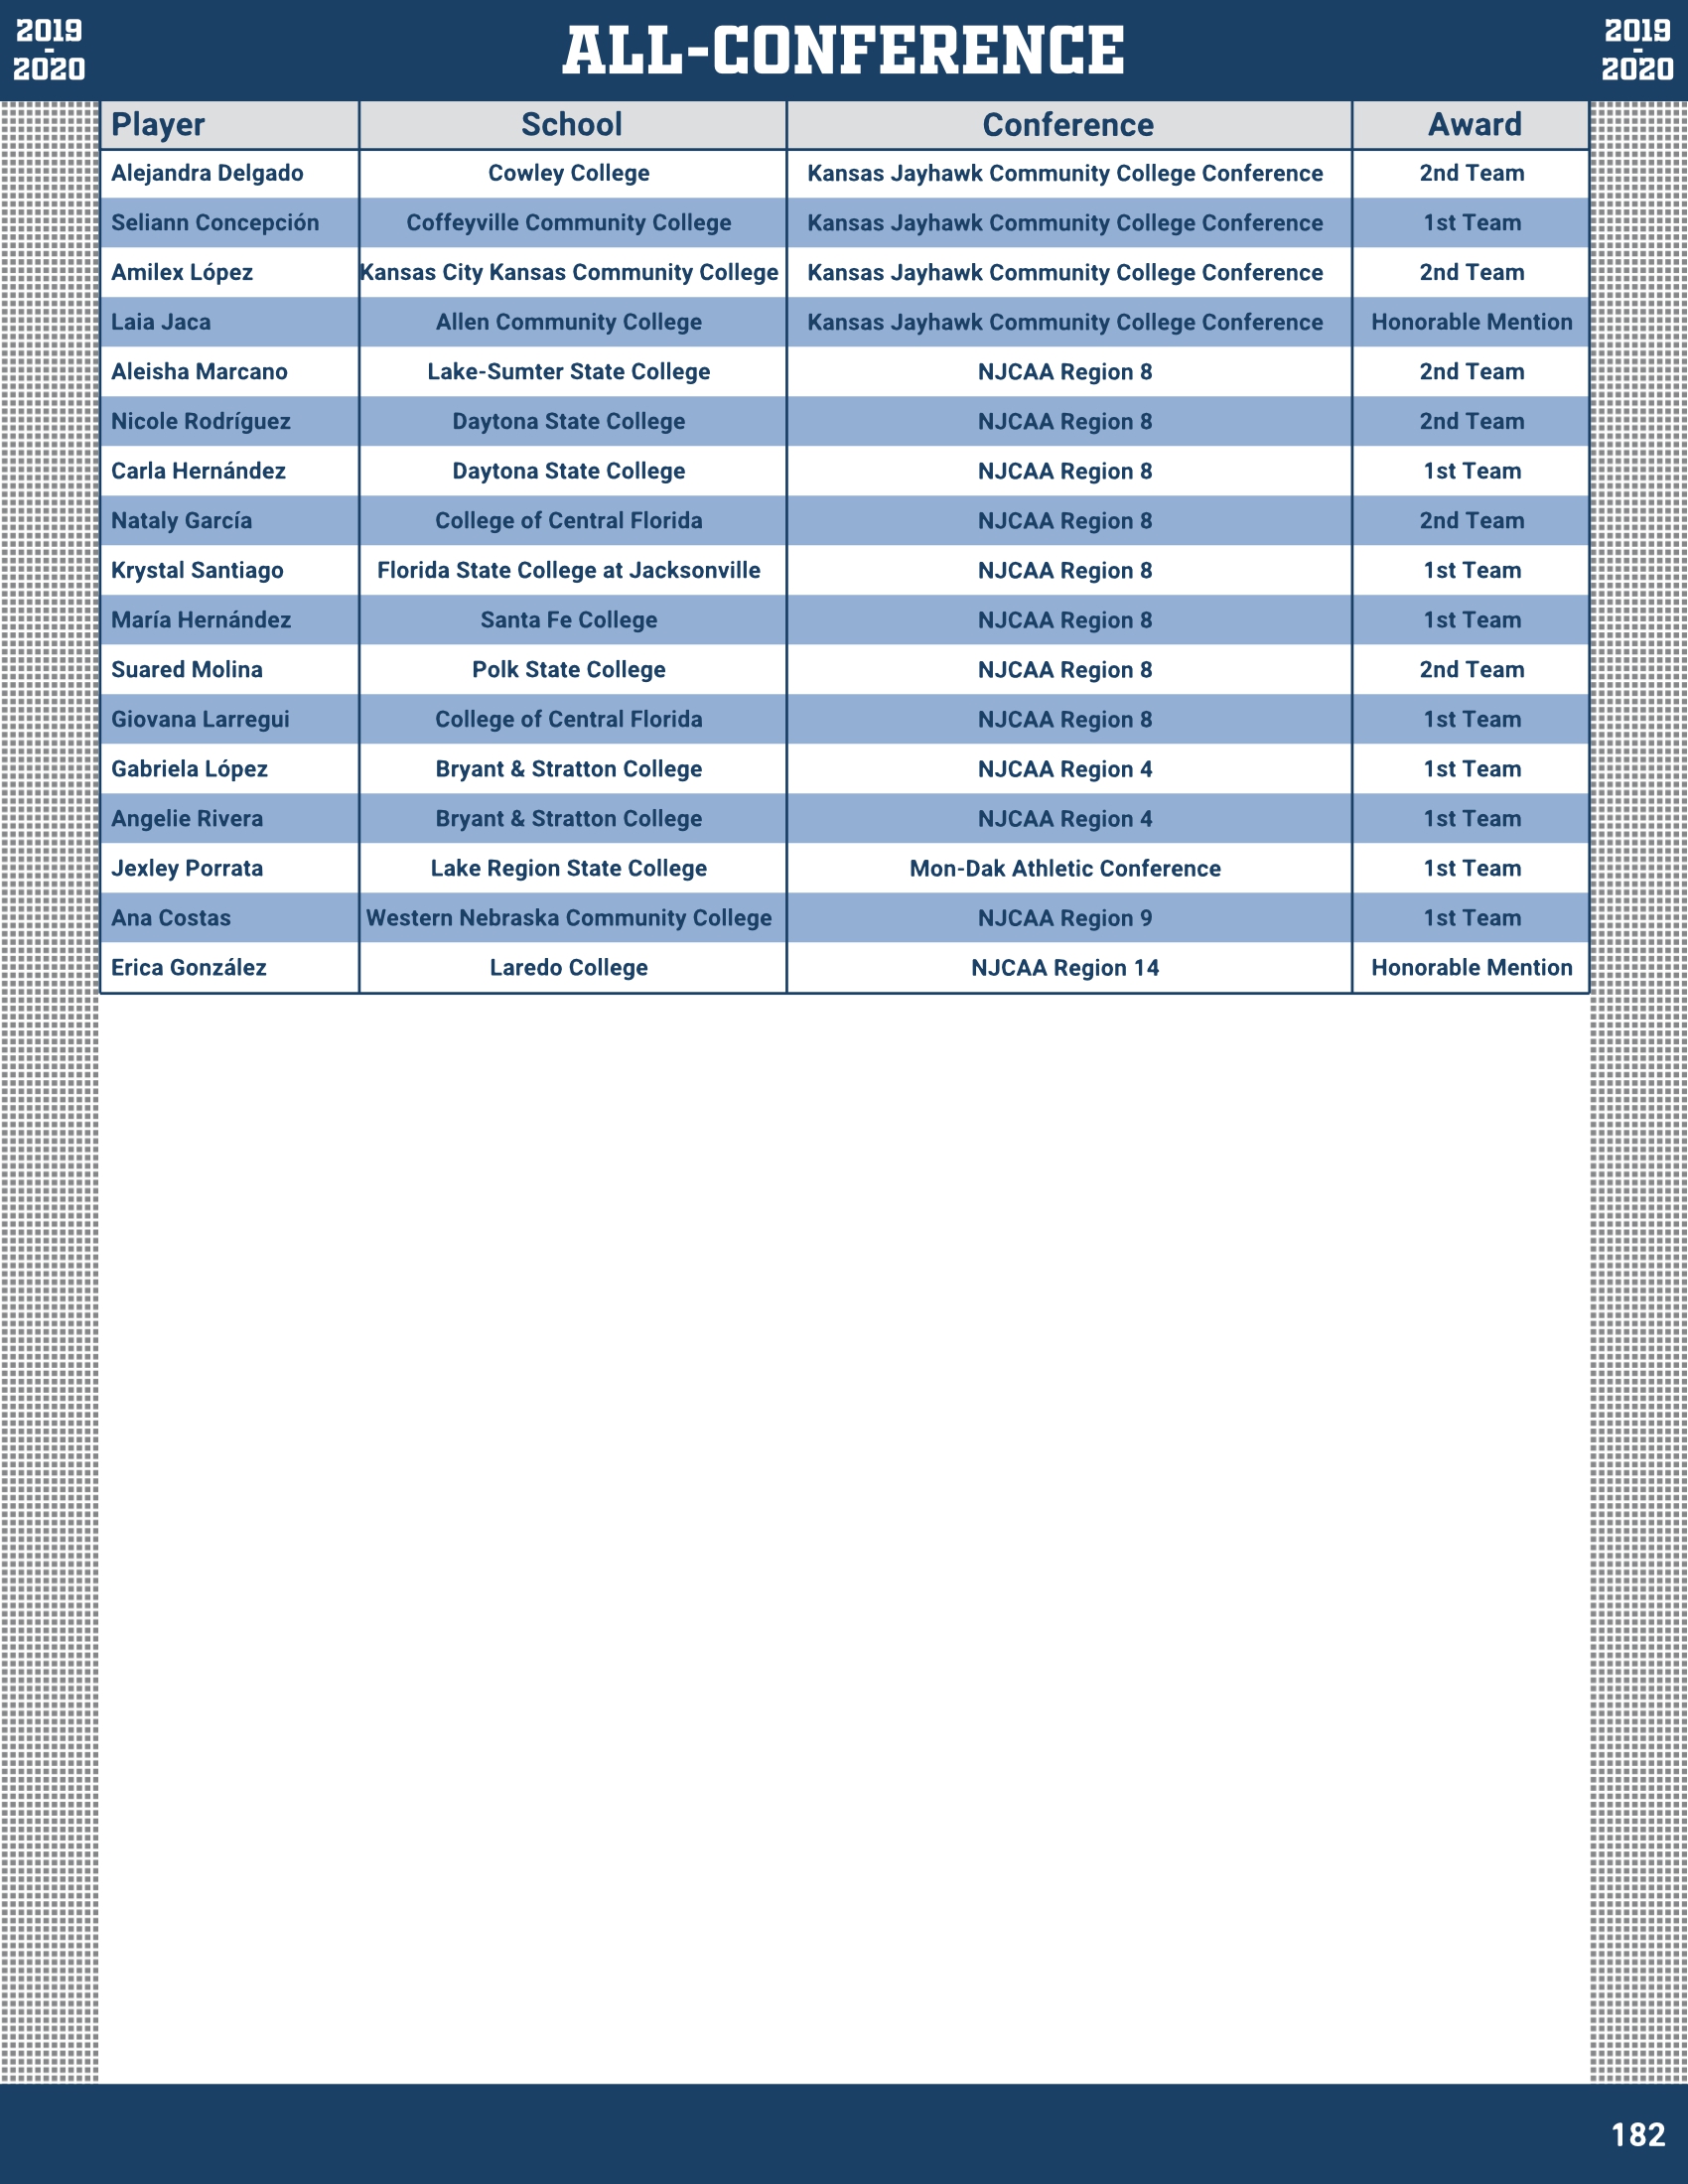 2019
-
2020
ALL-CONFERENCE
2019
-
2020
Player School Conference Award
Alejandra Delgado Cowley College Kansas Jayhawk Community College Conference 2nd Team
Seliann Concepción Coffeyville Community College Kansas Jayhawk Community College Conference 1st Team
Amilex López Kansas City Kansas Community College Kansas Jayhawk Community College Conference 2nd Team
Laia Jaca Allen Community College Kansas Jayhawk Community College Conference Honorable Mention
Aleisha Marcano Lake-Sumter State College NJCAA Region 8 2nd Team
Nicole Rodríguez Daytona State College NJCAA Region 8 2nd Team
Carla Hernández Daytona State College NJCAA Region 8 1st Team
Nataly García College of Central Florida NJCAA Region 8 2nd Team
Krystal Santiago Florida State College at Jacksonville NJCAA Region 8 1st Team
María Hernández Santa Fe College NJCAA Region 8 1st Team
Suared Molina Polk State College NJCAA Region 8 2nd Team
Giovana Larregui College of Central Florida NJCAA Region 8 1st Team
Gabriela López Bryant & Stratton College NJCAA Region 4 1st Team
Angelie Rivera Bryant & Stratton College NJCAA Region 4 1st Team
Jexley Porrata Lake Region State College Mon-Dak Athletic Conference 1st Team
Ana Costas Western Nebraska Community College NJCAA Region 9 1st Team
Erica González Laredo College NJCAA Region 14 Honorable Mention
182